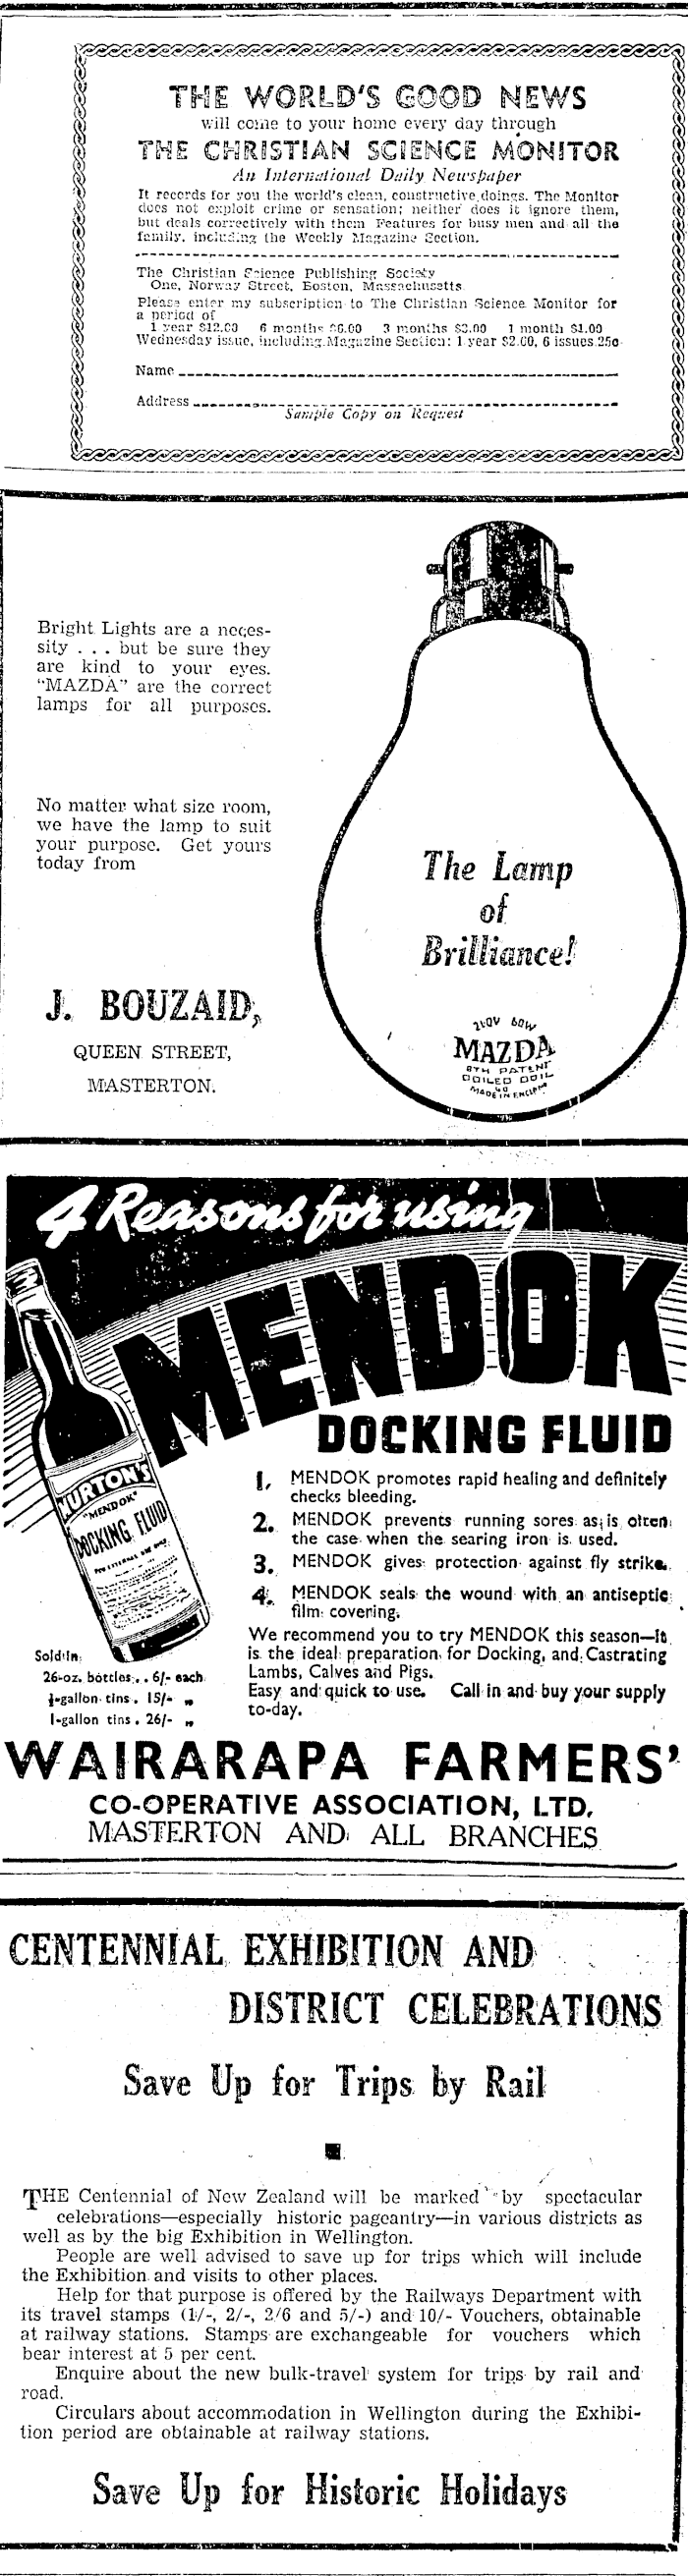 THE WORLD'S GOOD NEWS
will come to your home every day through
THE CHRISTIAN SCIENCE MONITOR
An International Daily Newspaper
It records for you the world's clean, constructive doings. The Monitor
does not exploit crime or sensation; neither does it ignore them,
but deals correctively with them Features for busy men and all the
family, including the Weekly Magazine Section.
The Christian Science Publishing Society
One, Norway Street, Boston, Massachusetts
Please enter my subscription to The Christian Science Monitor for
a period of
1 year $12.00 6 months $6.00 3 months $3.00 1 month $1.00
Wednesday issue, including Magazine Section: 1 year $2.60, 6 issues 25c
Name
Address
Sample Copy on Request
Bright Lights are a neces-
sity . . . but be sure they
are kind to your eyes.
"MAZDA" are the correct
lamps for all purposes.
No matter what size room,
we have the lamp to suit
your purpose. Get yours
today from
J. BOUZAID,
QUEEN STREET,
MASTERTON.
The Lamp
of
Brilliance!
60W
MAZDA
PATENT
COILED COIL
MADE IN ENGLAND
4 Reasons for using
MENDOK
DOCKING FLUID
HURTON'S
"MENDOK"
DOCKING FLUID
1. MENDOK promotes rapid healing and definitely
checks bleeding.
2. MENDOK prevents running sores as is often
the case when the searing iron is used.
3. MENDOK gives protection against fly strike.
4. MENDOK seals the wound with an antiseptic
film covering.
We recommend you to try MENDOK this season—it
is the ideal preparation for Docking, and Castrating
Lambs, Calves and Pigs.
Easy and quick to use. Call in and buy your supply
to-day.
Sold in
26-oz. bottles . . 6/- each
½-gallon tins . 15/- „
1-gallon tins . 26/- „
WAIRARAPA FARMERS'
CO-OPERATIVE ASSOCIATION, LTD.
MASTERTON AND ALL BRANCHES
CENTENNIAL EXHIBITION AND
DISTRICT CELEBRATIONS
Save Up for Trips by Rail
THE Centennial of New Zealand will be marked by spectacular
celebrations—especially historic pageantry—in various districts as
well as by the big Exhibition in Wellington.
People are well advised to save up for trips which will include
the Exhibition and visits to other places.
Help for that purpose is offered by the Railways Department with
its travel stamps (1/-, 2/-, 2/6 and 5/-) and 10/- Vouchers, obtainable
at railway stations. Stamps are exchangeable for vouchers which
bear interest at 5 per cent.
Enquire about the new bulk-travel system for trips by rail and
road.
Circulars about accommodation in Wellington during the Exhibi-
tion period are obtainable at railway stations.
Save Up for Historic Holidays